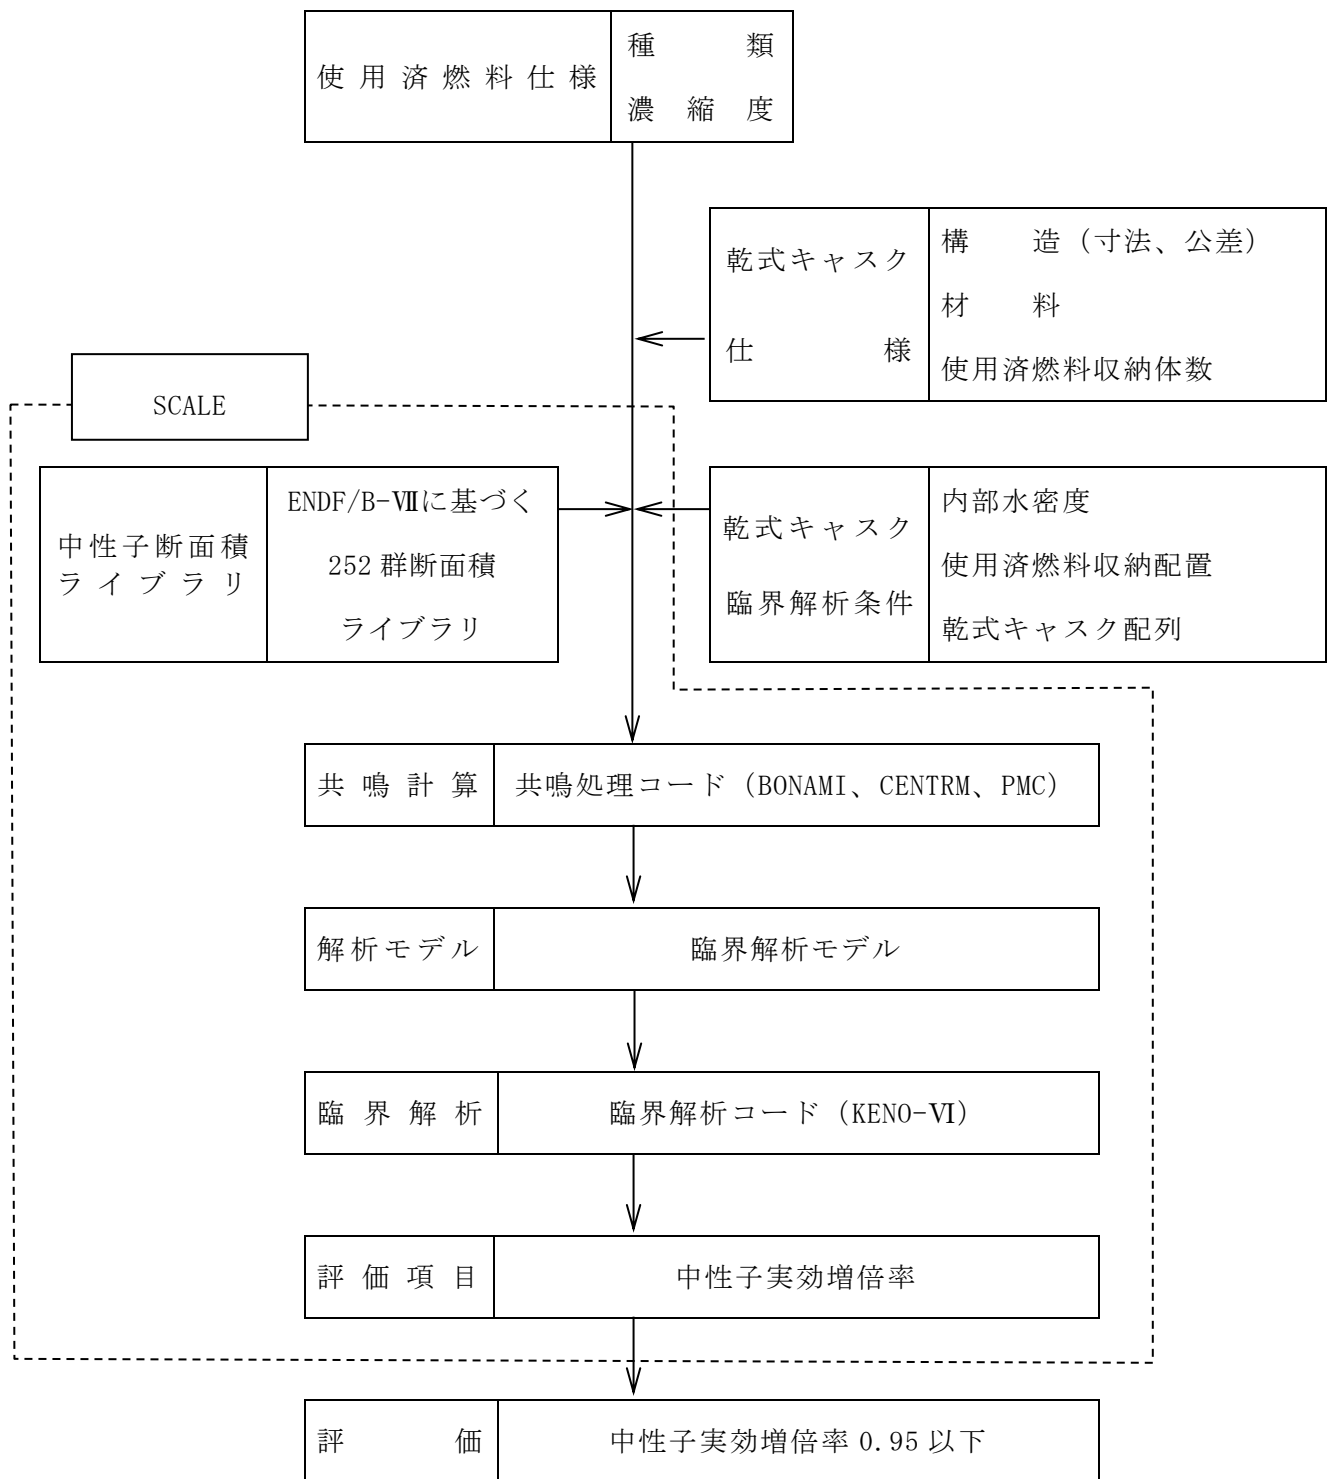 使用済燃料仕様
種類
濃縮度
乾式キャスク
仕様
構造（寸法、公差）
材料
使用済燃料収納体数
SCALE
中性子断面積
ライブラリ
ENDF/B-Ⅶに基づく
252群断面積
ライブラリ
乾式キャスク
臨界解析条件
内部水密度
使用済燃料収納配置
乾式キャスク配列
共鳴計算
共鳴処理コード（BONAMI、CENTRM、PMC）
解析モデル
臨界解析モデル
臨界解析
臨界解析コード（KENO-Ⅵ）
評価項目
中性子実効増倍率
評価
中性子実効増倍率 0.95 以下